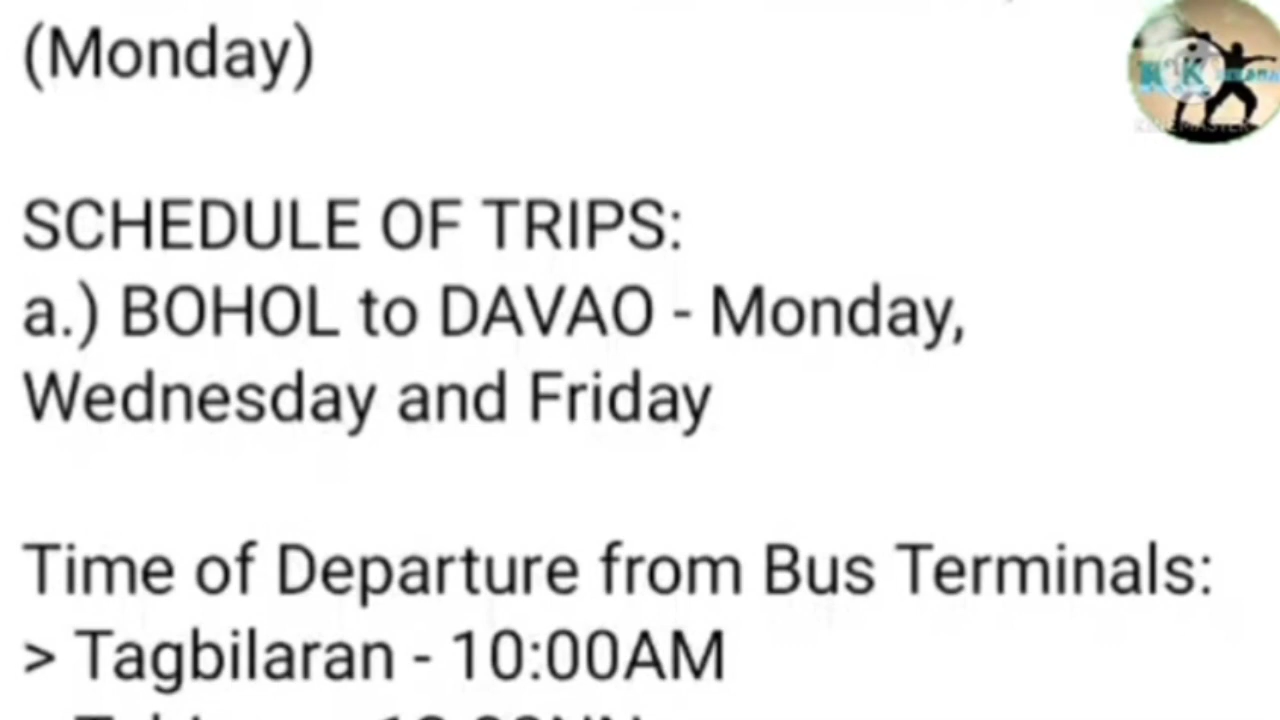 (Monday)
SCHEDULE OF TRIPS:
a.) BOHOL to DAVAO - Monday,
Wednesday and Friday
Time of Departure from Bus Terminals:
> Tagbilaran - 10:00AM
KINEMASTER